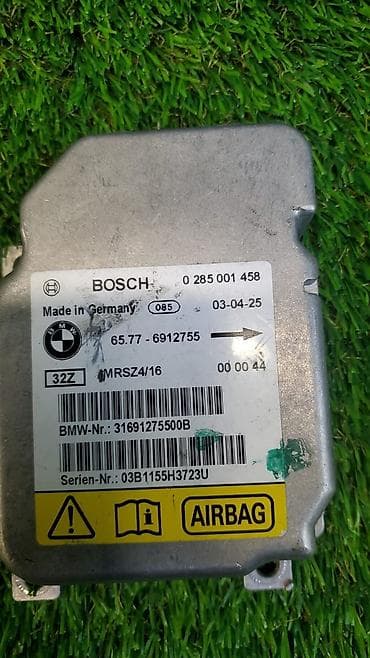 BOSCH 0 285 001 458
Made in Germany 085 03-04-25
BMW 65.77 - 6912755
32Z MRSZ4/16 00 00 44
BMW-Nr.: 31691275500B
Serien-Nr.: 03B1155H3723U
AIRBAG